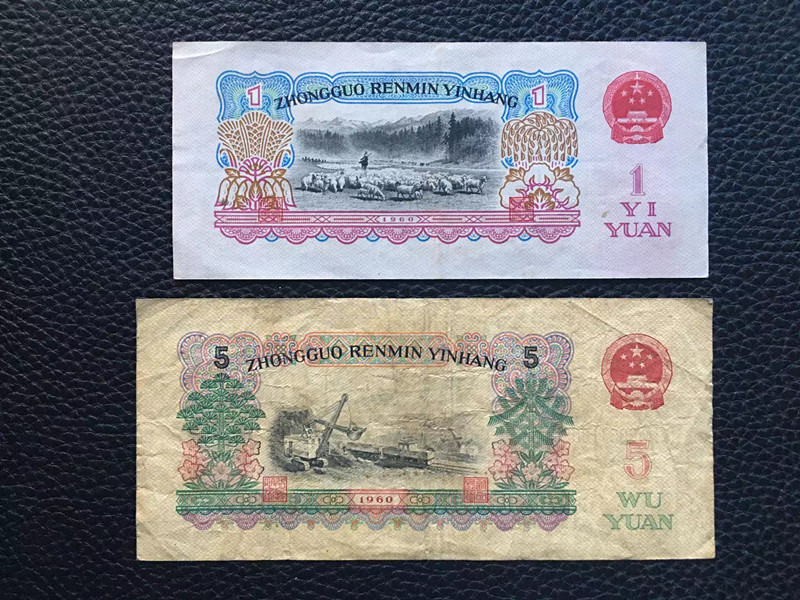 1 ZHONGGUO RENMIN YINHANG 1
1960
1
YI
YUAN
5 ZHONGGUO RENMIN YINHANG 5
1960
5
WU
YUAN